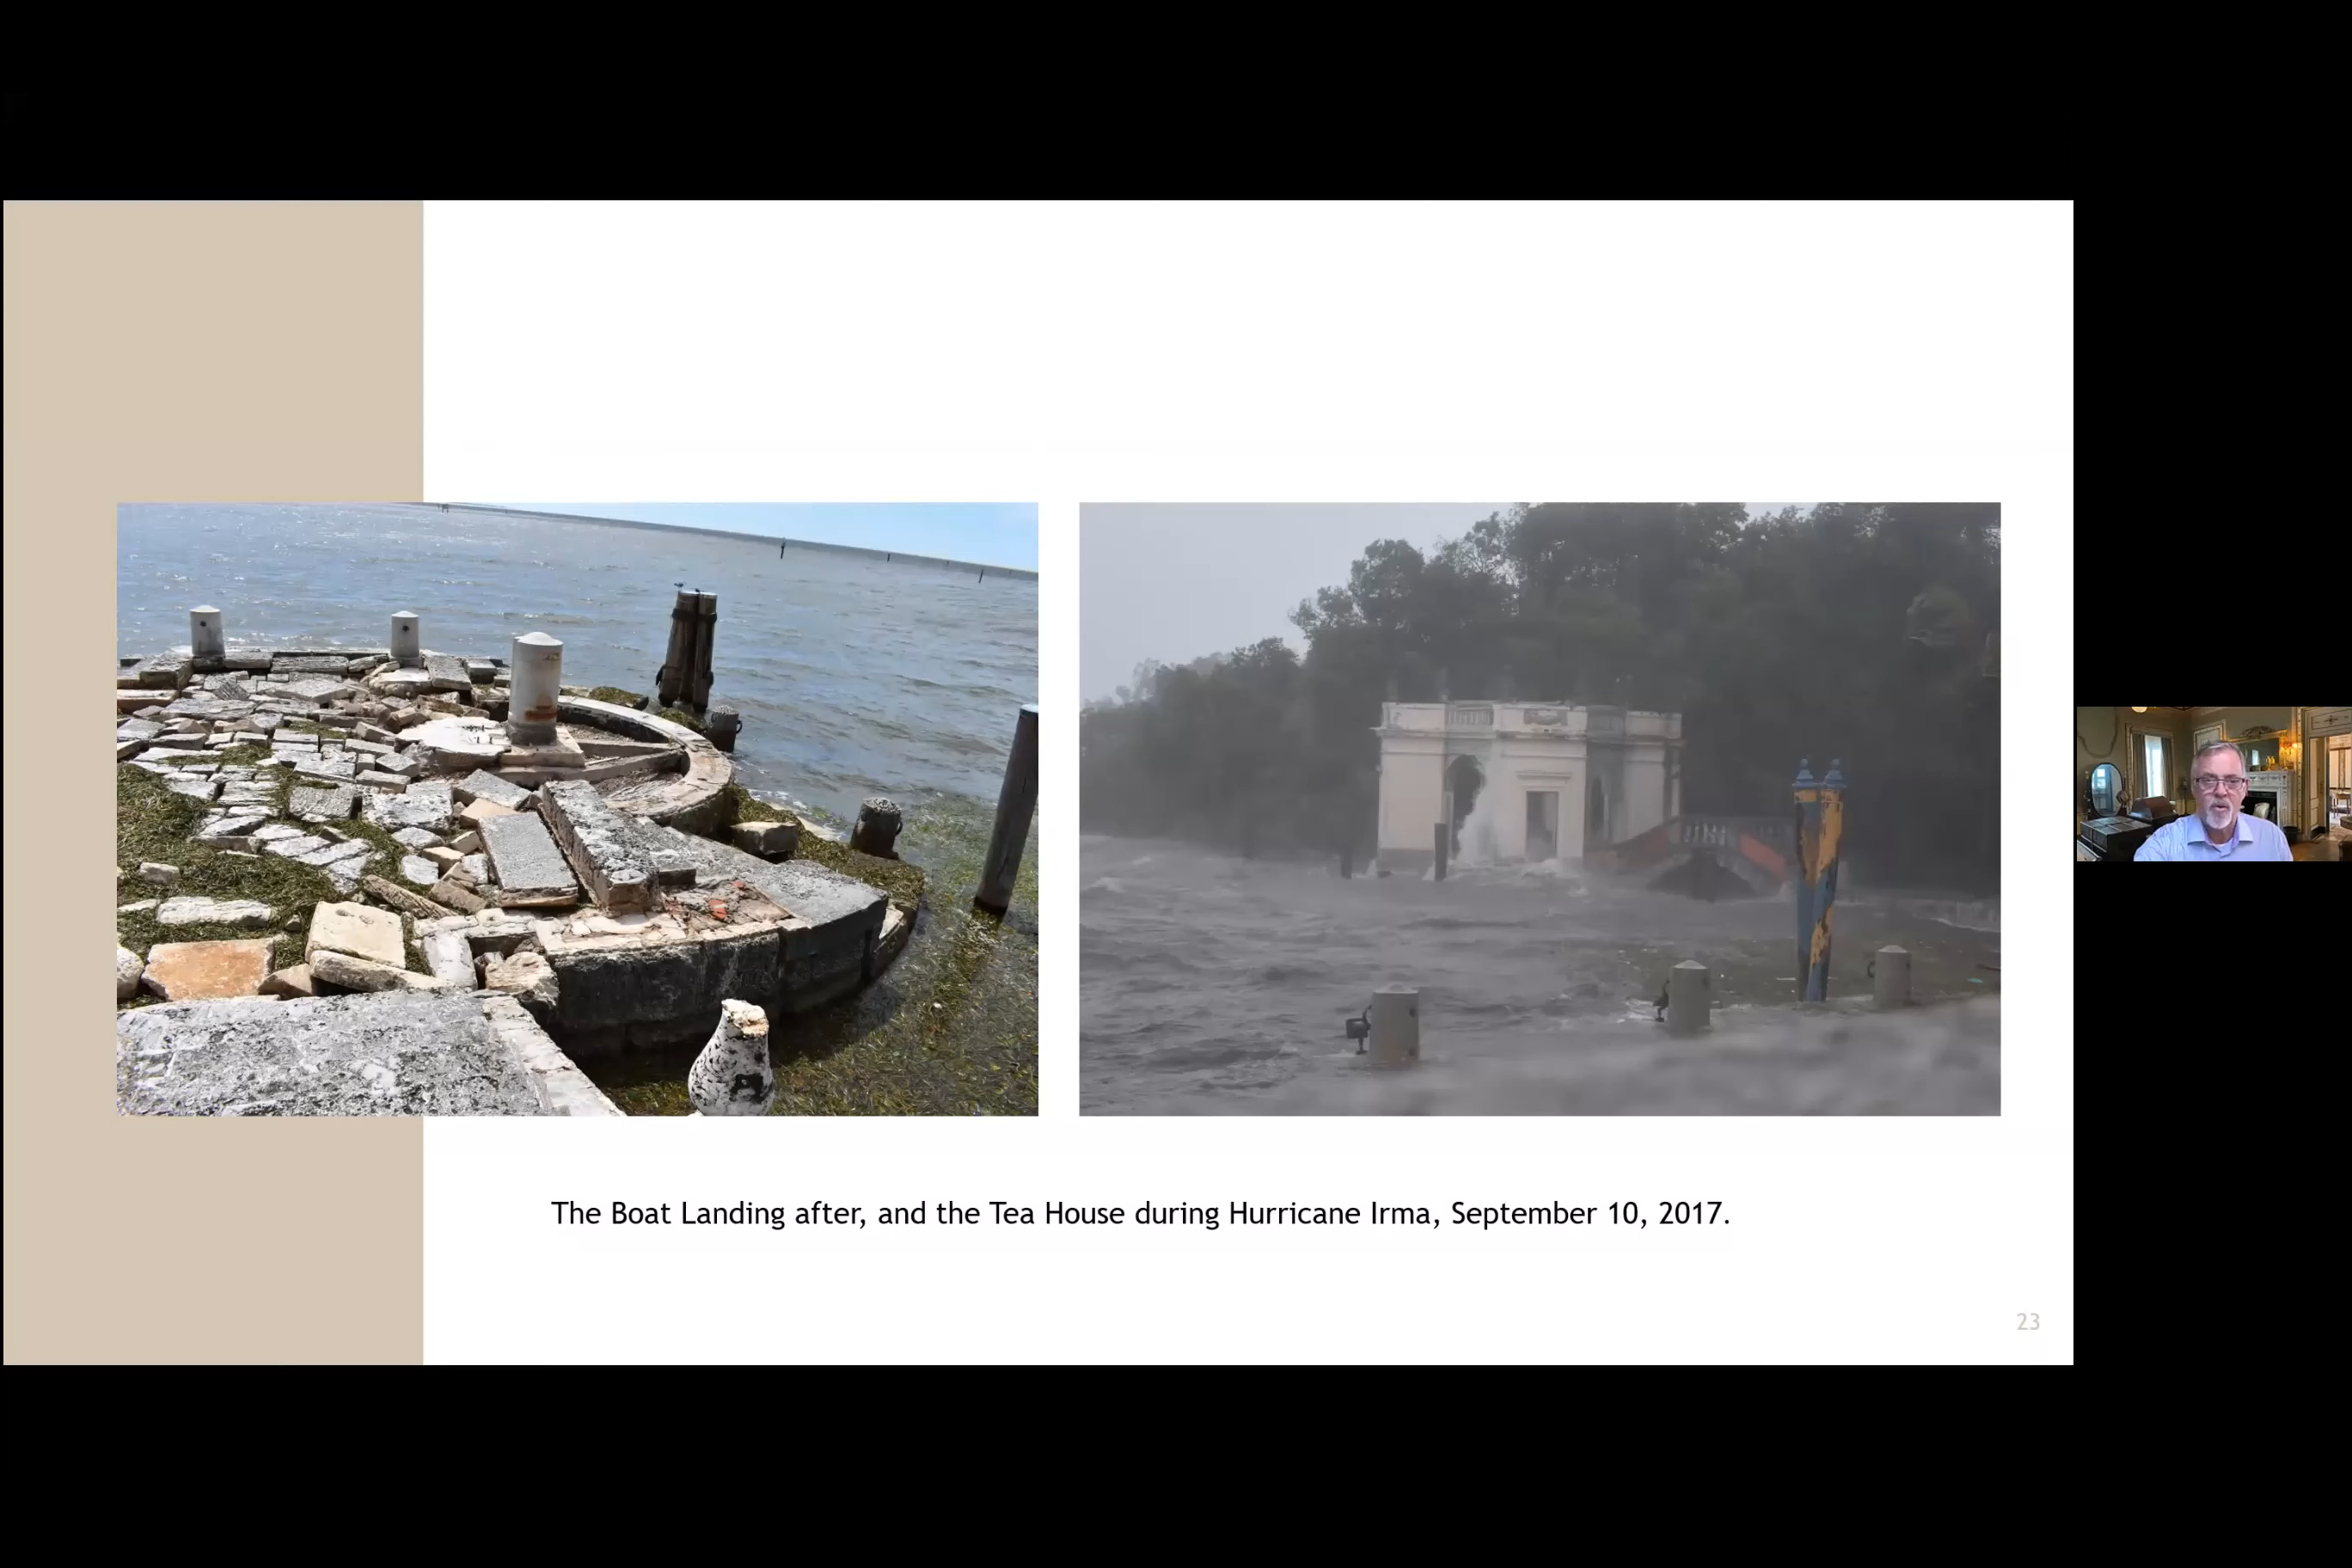 The Boat Landing after, and the Tea House during Hurricane Irma, September 10, 2017.
23